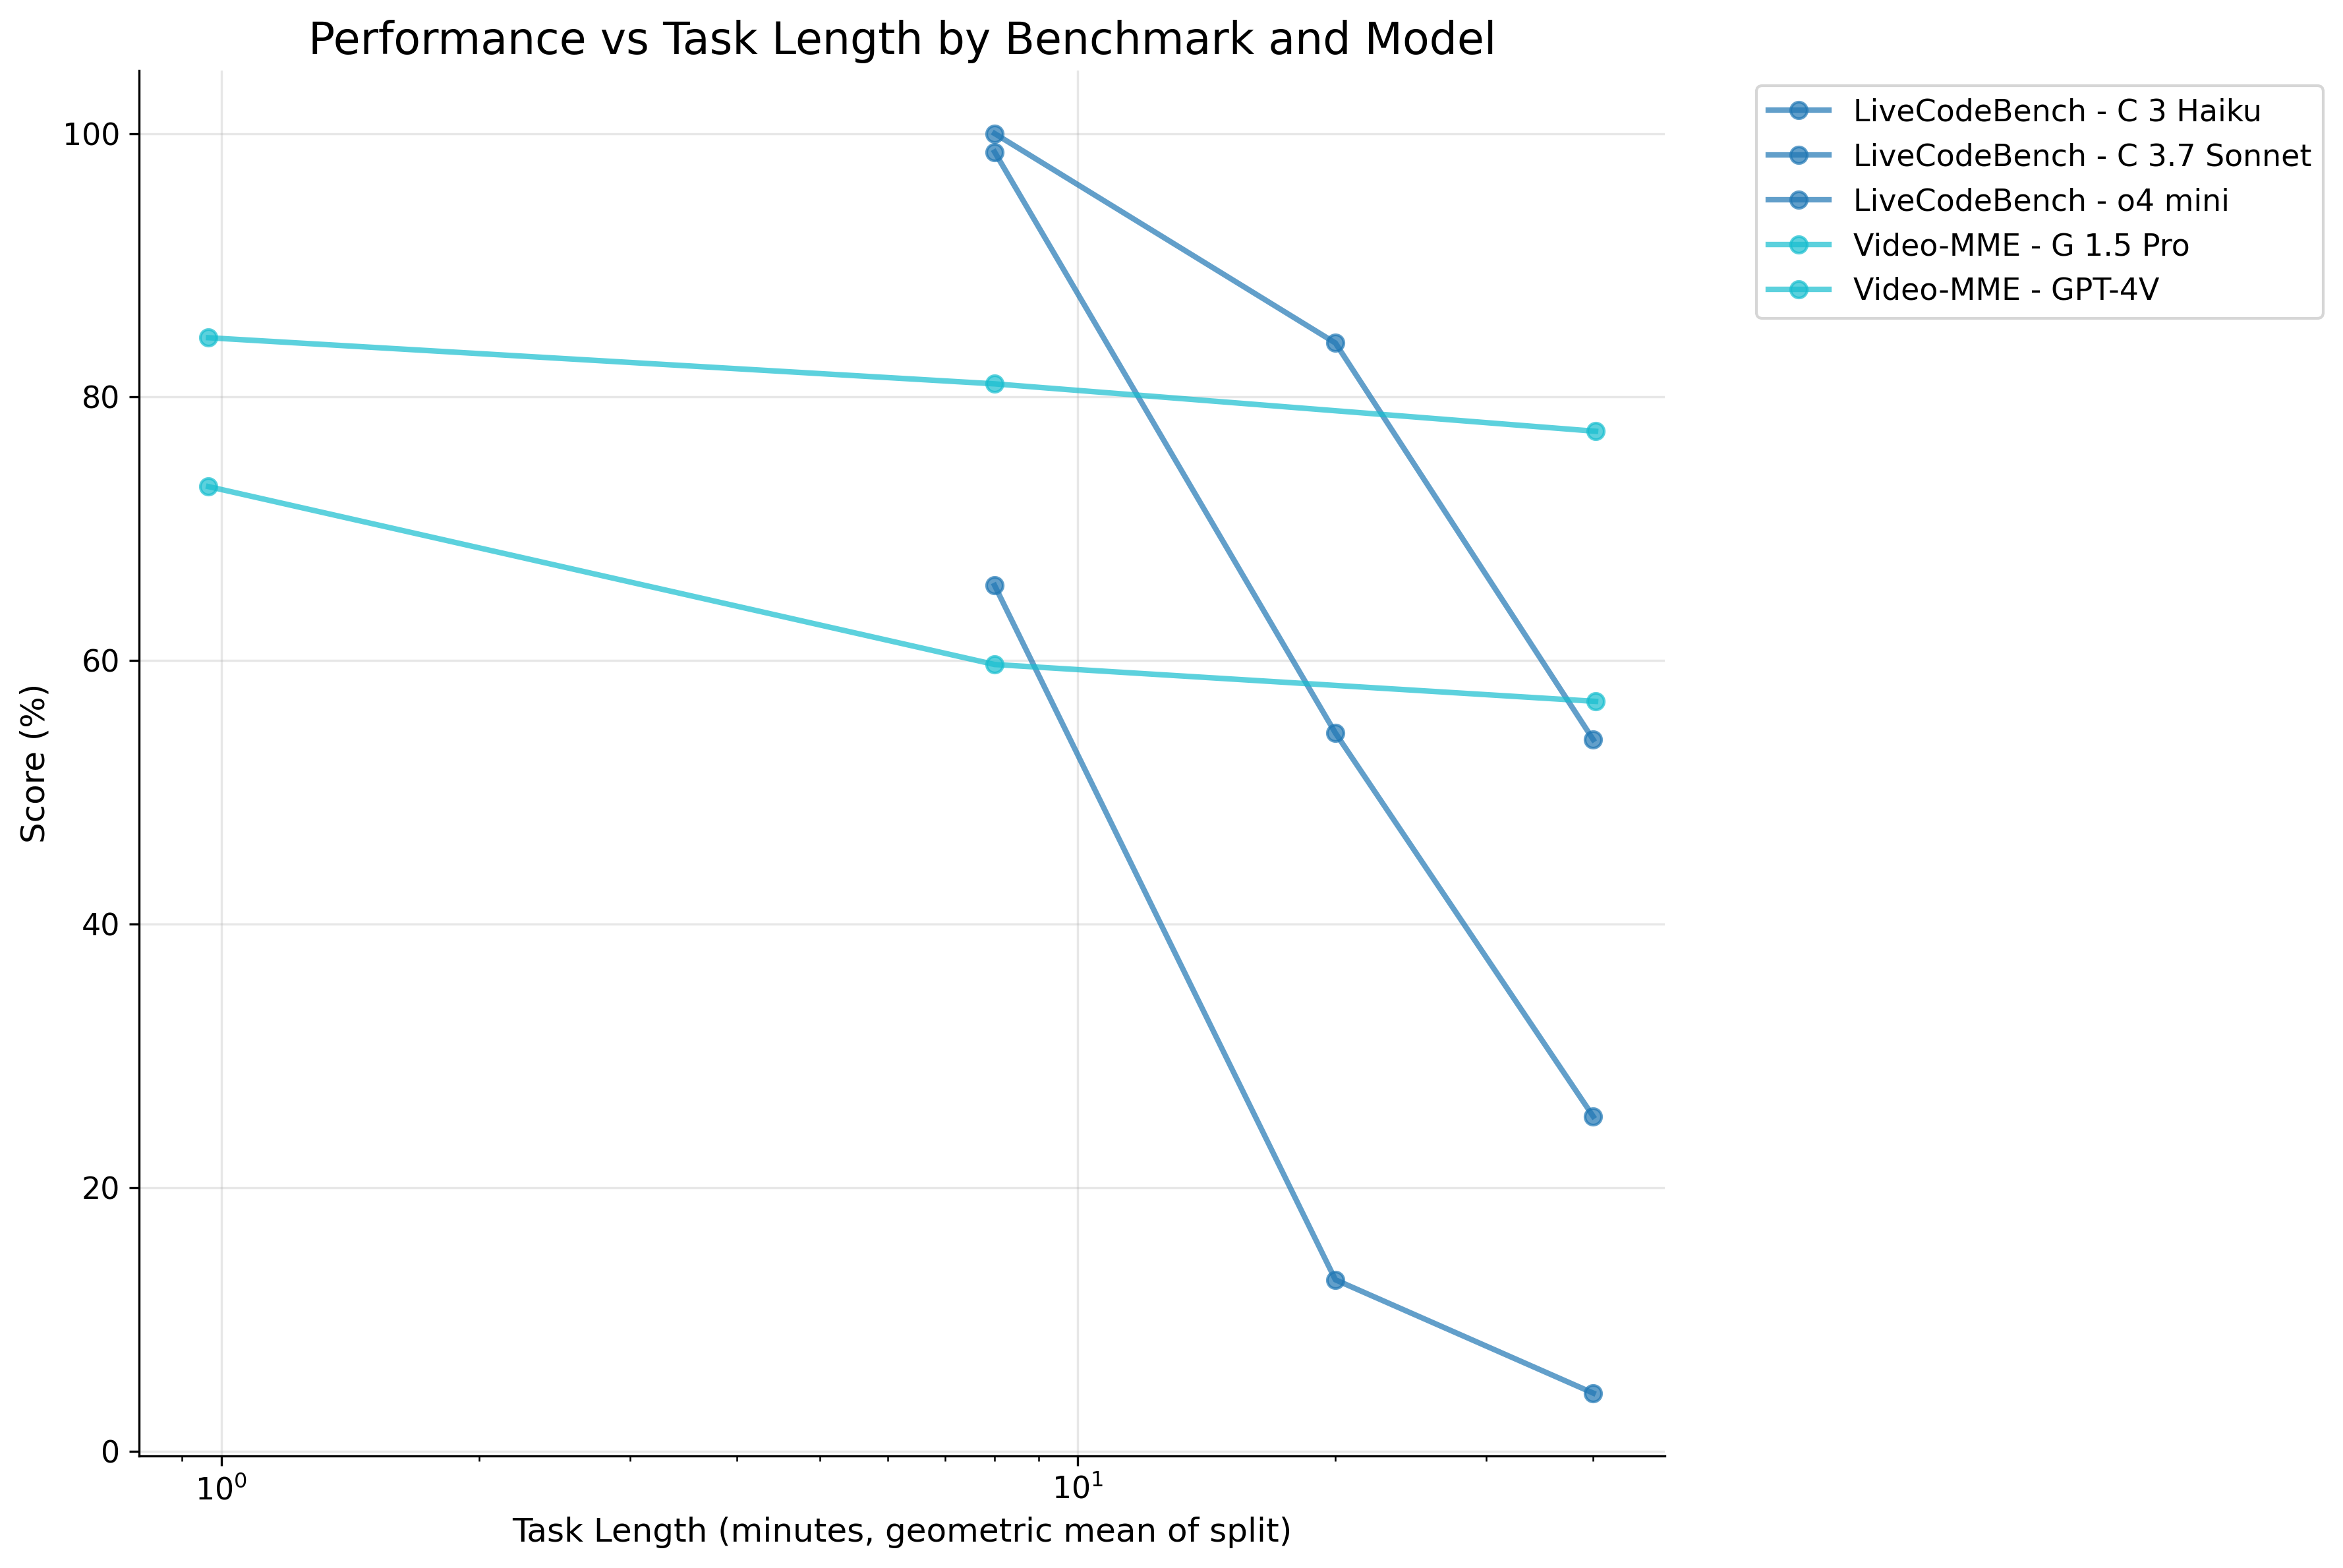 Performance vs Task Length by Benchmark and Model
LiveCodeBench - C 3 Haiku
LiveCodeBench - C 3.7 Sonnet
LiveCodeBench - o4 mini
Video-MME - G 1.5 Pro
Video-MME - GPT-4V
Score (%)
100
80
60
40
20
0
10⁰
10¹
Task Length (minutes, geometric mean of split)